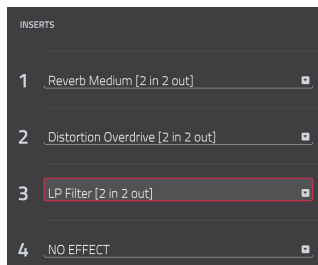 INSERTS
1 Reverb Medium [2 in 2 out]
2 Distortion Overdrive [2 in 2 out]
3 LP Filter [2 in 2 out]
4 NO EFFECT